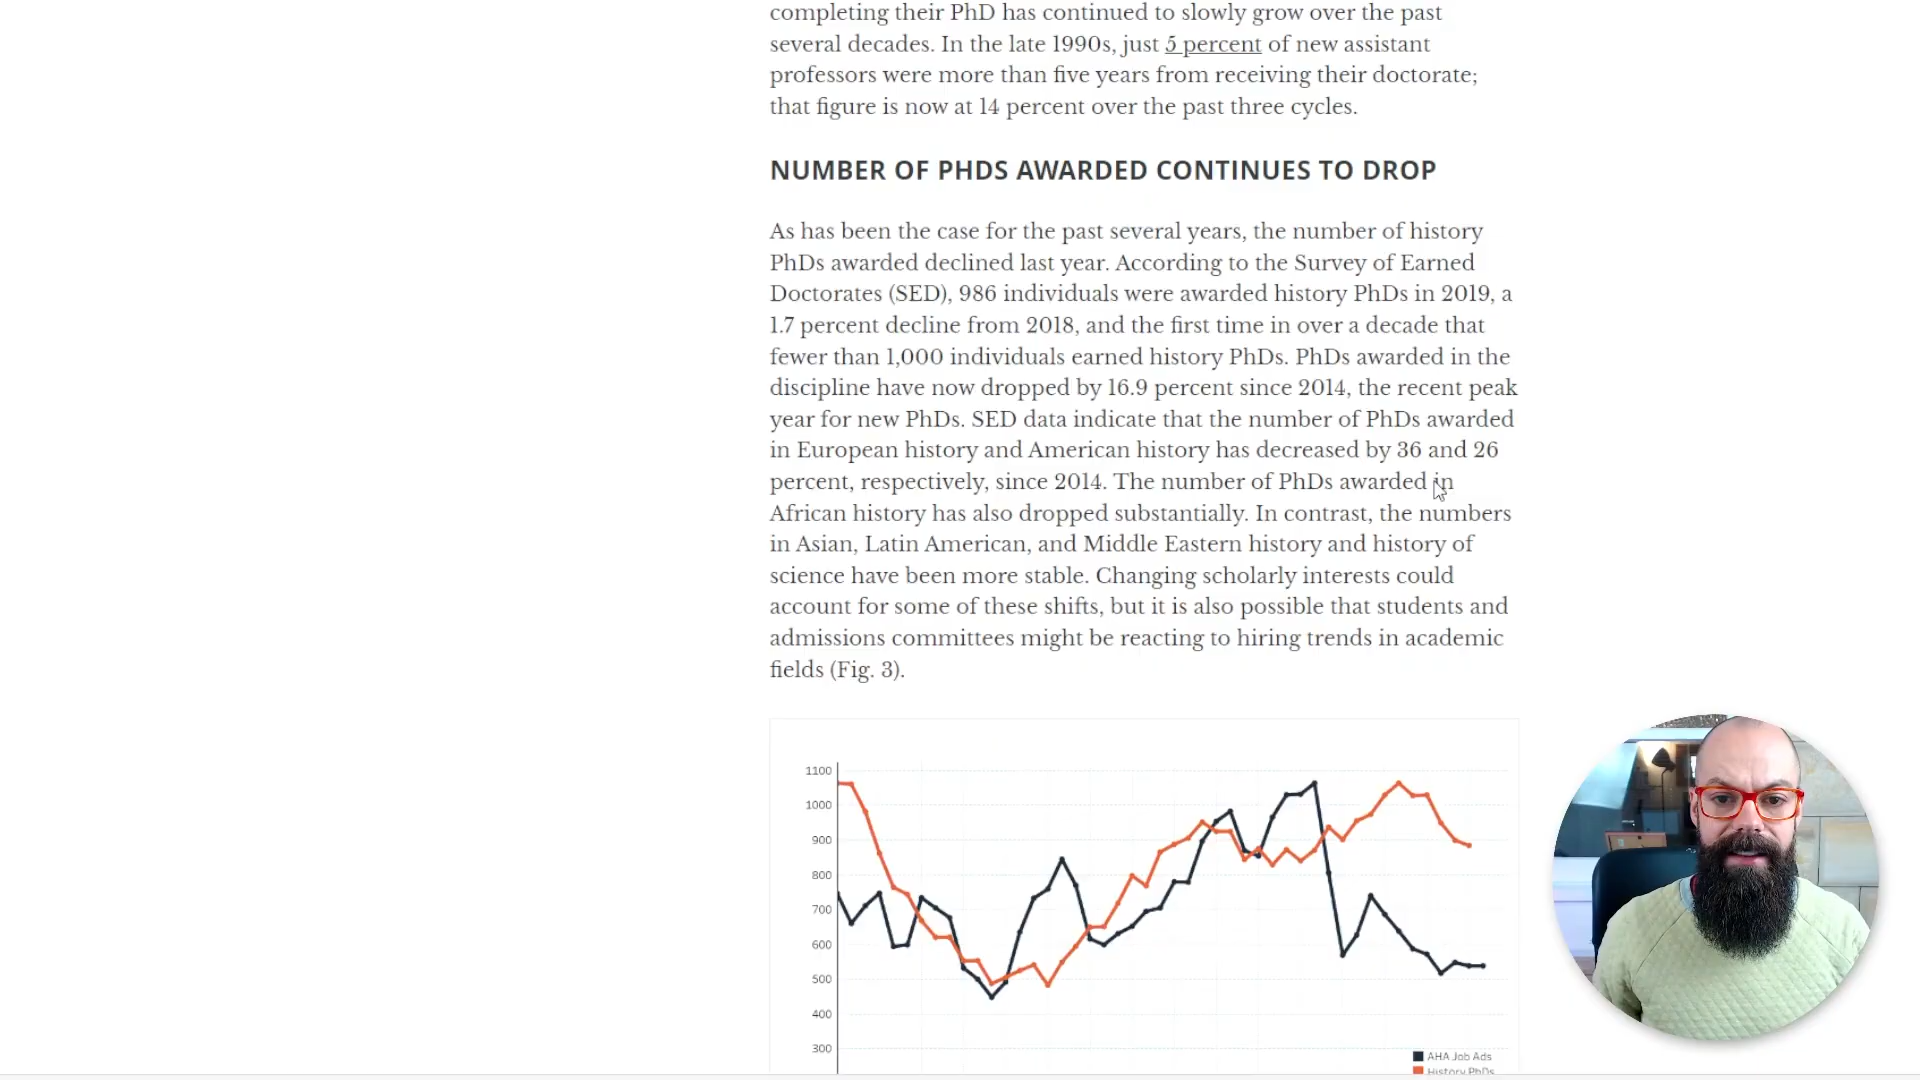 completing their PhD has continued to slowly grow over the past
several decades. In the late 1990s, just 5 percent of new assistant
professors were more than five years from receiving their doctorate;
that figure is now at 14 percent over the past three cycles.
NUMBER OF PHDS AWARDED CONTINUES TO DROP
As has been the case for the past several years, the number of history
PhDs awarded declined last year. According to the Survey of Earned
Doctorates (SED), 986 individuals were awarded history PhDs in 2019, a
1.7 percent decline from 2018, and the first time in over a decade that
fewer than 1,000 individuals earned history PhDs. PhDs awarded in the
discipline have now dropped by 16.9 percent since 2014, the recent peak
year for new PhDs. SED data indicate that the number of PhDs awarded
in European history and American history has decreased by 36 and 26
percent, respectively, since 2014. The number of PhDs awarded in
African history has also dropped substantially. In contrast, the numbers
in Asian, Latin American, and Middle Eastern history and history of
science have been more stable. Changing scholarly interests could
account for some of these shifts, but it is also possible that students and
admissions committees might be reacting to hiring trends in academic
fields (Fig. 3).
1100
1000
900
800
700
600
500
400
300
AHA Job Ads
History PhDs